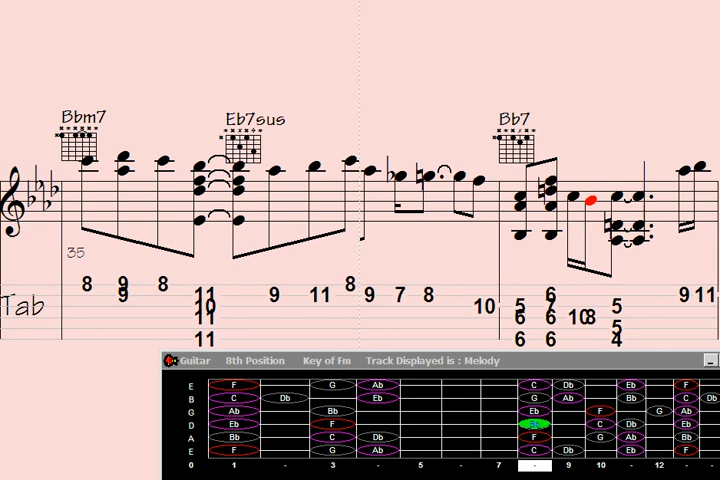 Bbm7 Eb7sus Bb7
35
Tab
8 9 8 11 9 11 8 9 7 8 6 9 11
9 10 10 5 7 5
11 6 6 10 8
5
11 6 6 4
Guitar 8th Position Key of Fm Track Displayed is : Melody
E F G Ab C Db Eb F
B C Db Eb G Ab Bb C Db
G Ab Bb Eb F G Ab
D Eb F Bb C Eb
A Bb C Db F G Ab Bb
E F G Ab C Db Eb F
0 1 - 3 - 5 - 7 - 9 10 - 12 - -